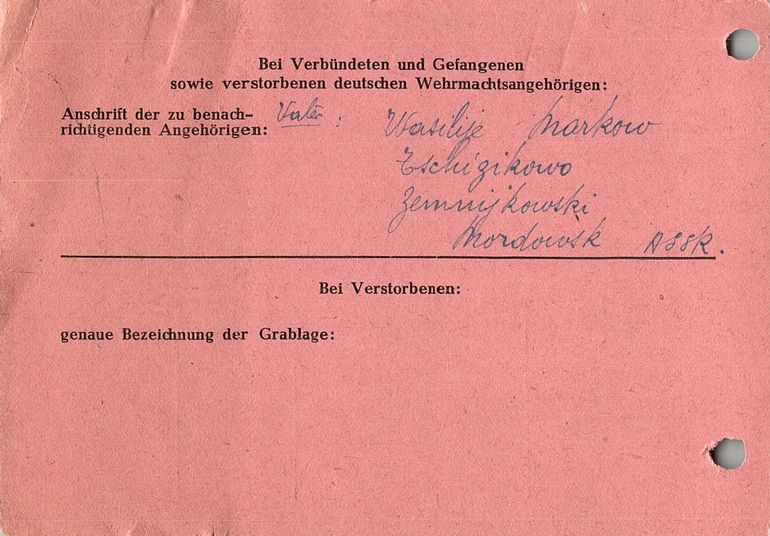 Bei Verbündeten und Gefangenen
sowie verstorbenen deutschen Wehrmachtsangehörigen:
Anschrift der zu benach-
richtigenden Angehörigen: Vater: Wasilije Markow
Tschizikowo
Zemnijkowski
Mordowsk ASSR.
Bei Verstorbenen:
genaue Bezeichnung der Grablage: